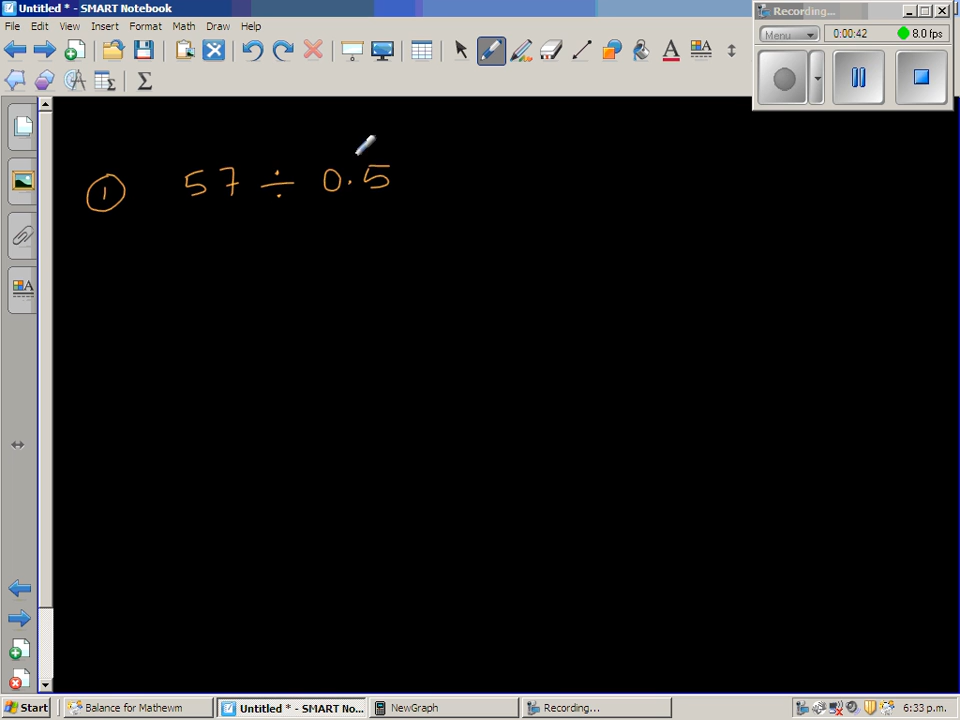 Untitled * - SMART Notebook
File Edit View Insert Format Math Draw Help
Recording...
Menu
0:00:42
8.0 fps
① 57 ÷ 0.5
Start
Balance for Mathewm
Untitled * - SMART No...
NewGraph
Recording...
6:33 p.m.